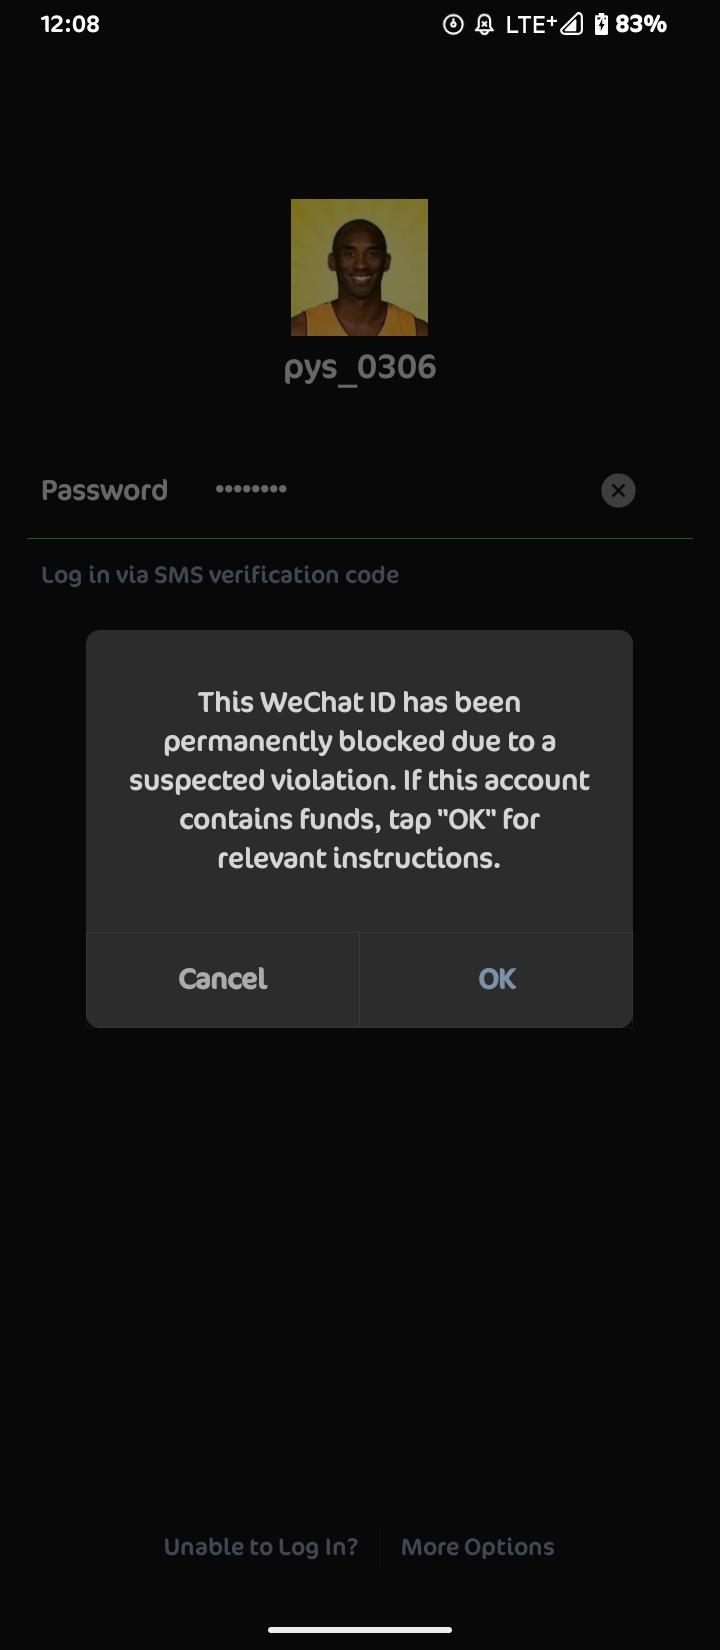 12:08 LTE+ 83%
pys_0306
Password ••••••••
Log in via SMS verification code
This WeChat ID has been
permanently blocked due to a
suspected violation. If this account
contains funds, tap "OK" for
relevant instructions.
Cancel OK
Unable to Log In? More Options